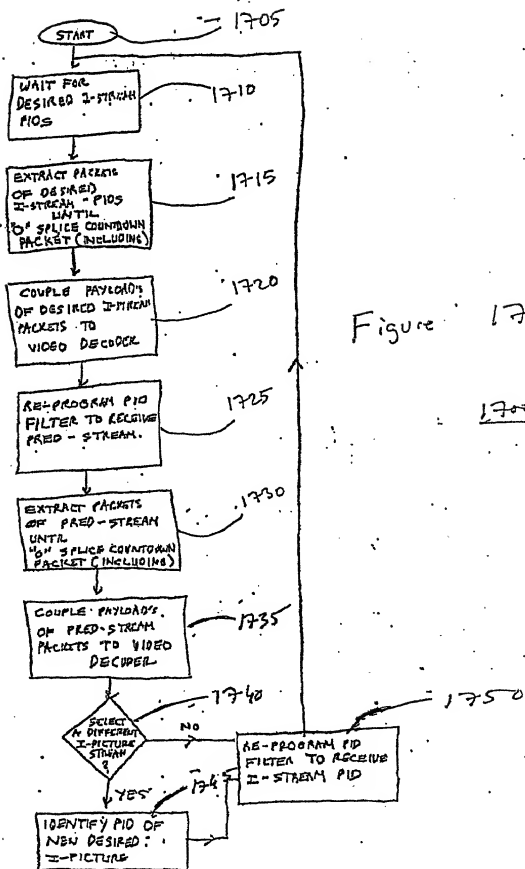 START
1705
WAIT FOR
DESIRED I-STREAM
PIDS
1710
EXTRACT PACKETS
OF DESIRED
I-STREAM-PIDS
UNTIL
"0" SPLICE COUNTDOWN
PACKET (INCLUDING)
1715
COUPLE PAYLOAD'S
OF DESIRED I-STREAM
PACKETS TO
VIDEO DECODER
1720
Figure 17
RE-PROGRAM PID
FILTER TO RECEIVE
PRED-STREAM.
1725
EXTRACT PACKETS
OF PRED-STREAM
UNTIL
"0" SPLICE COUNTDOWN
PACKET (INCLUDING)
1730
COUPLE PAYLOAD'S
OF PRED-STREAM
PACKETS TO VIDEO
DECODER
1735
SELECT
A DIFFERENT
I-PICTURE
STREAM
?
1740
NO
YES
RE-PROGRAM PID
FILTER TO RECEIVE
I-STREAM PID
1750
IDENTIFY PID OF
NEW DESIRED
I-PICTURE
1745